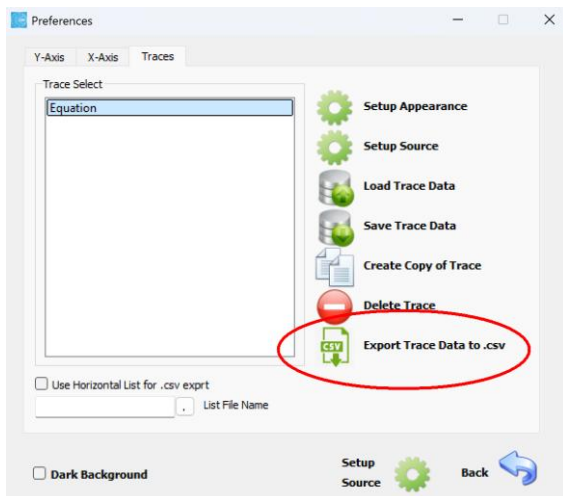 Preferences
Y-Axis X-Axis Traces
Trace Select
Equation
Setup Appearance
Setup Source
Load Trace Data
Save Trace Data
Create Copy of Trace
Delete Trace
CSV
Export Trace Data to .csv
Use Horizontal List for .csv exprt
. List File Name
Dark Background
Setup
Source
Back